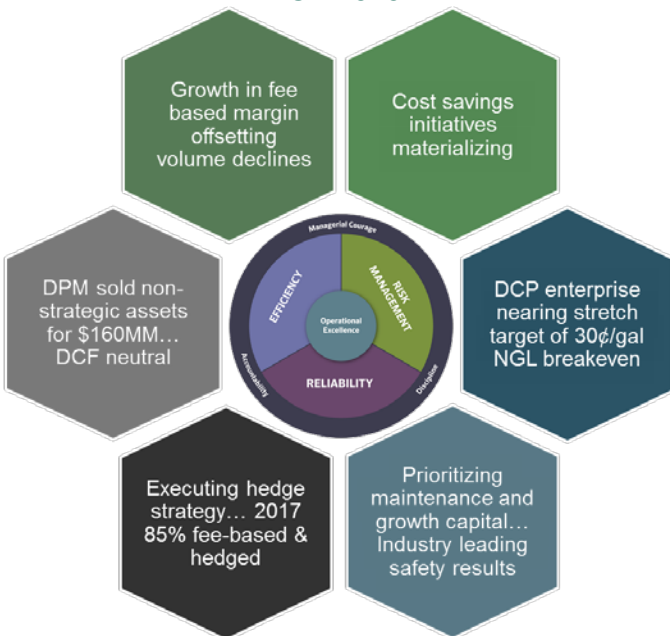 Growth in fee
based margin
offsetting
volume declines
Cost savings
initiatives
materializing
DPM sold non-
strategic assets
for $160MM...
DCF neutral
Managerial Courage
EFFICIENCY
RISK
MANAGEMENT
Operational
Excellence
RELIABILITY
Accountability
Discipline
DCP enterprise
nearing stretch
target of 30¢/gal
NGL breakeven
Executing hedge
strategy... 2017
85% fee-based &
hedged
Prioritizing
maintenance and
growth capital...
Industry leading
safety results